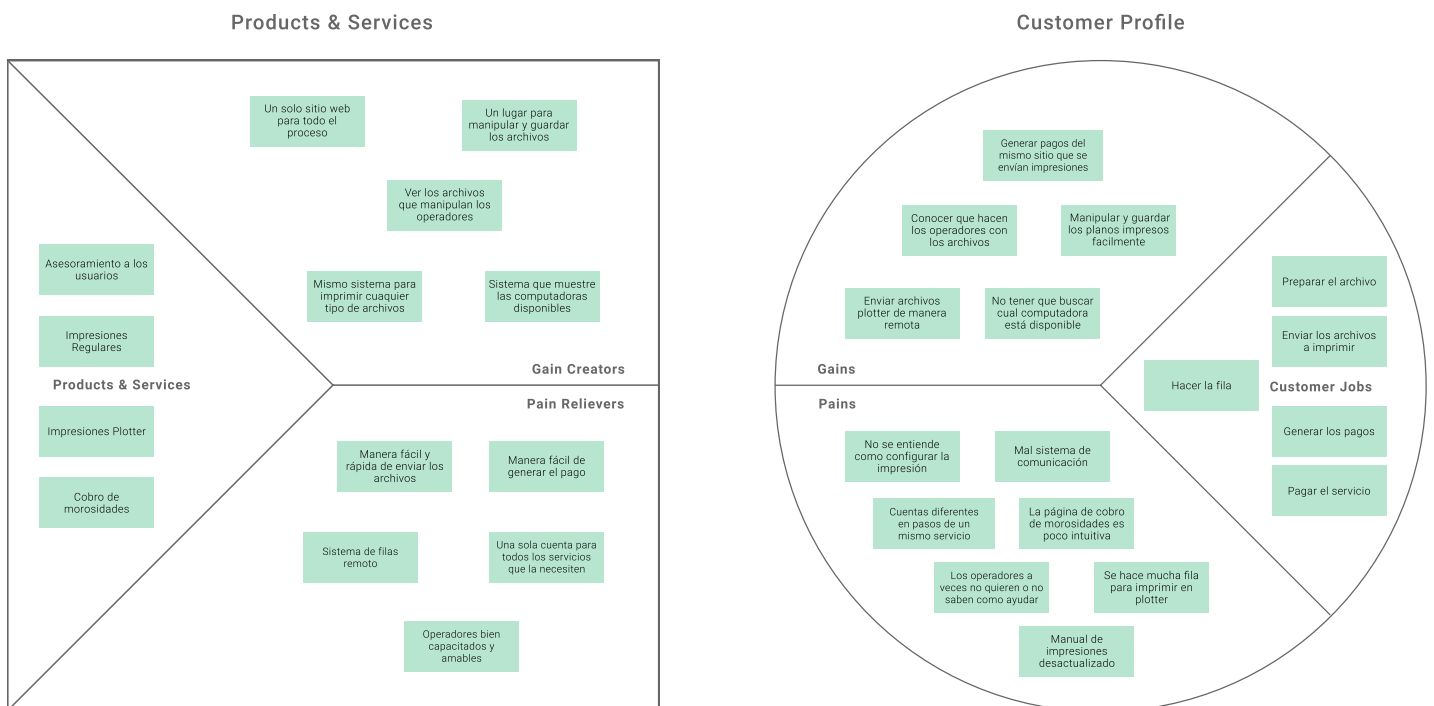 Products & Services
Un solo sitio web
para todo el
proceso
Un lugar para
manipular y guardar
los archivos
Ver los archivos
que manipulan los
operadores
Mismo sistema para
imprimir cuaquier
tipo de archivos
Sistema que muestre
las computadoras
disponibles
Gain Creators
Asesoramiento a los
usuarios
Impresiones
Regulares
Products & Services
Impresiones Plotter
Cobro de
morosidades
Pain Relievers
Manera fácil y
rápida de enviar los
archivos
Manera fácil de
generar el pago
Sistema de filas
remoto
Una sola cuenta para
todos los servicios
que la necesiten
Operadores bien
capacitados y
amables
Customer Profile
Generar pagos del
mismo sitio que se
envían impresiones
Conocer que hacen
los operadores con
los archivos
Manipular y guardar
los planos impresos
facilmente
Enviar archivos
plotter de manera
remota
No tener que buscar
cual computadora
está disponible
Gains
Pains
No se entiende
como configurar la
impresión
Mal sistema de
comunicación
Cuentas diferentes
en pasos de un
mismo servicio
La página de cobro
de morosidades es
poco intuitiva
Los operadores a
veces no quieren o no
saben como ayudar
Se hace mucha fila
para imprimir en
plotter
Manual de
impresiones
desactualizado
Preparar el archivo
Enviar los archivos
a imprimir
Hacer la fila
Customer Jobs
Generar los pagos
Pagar el servicio